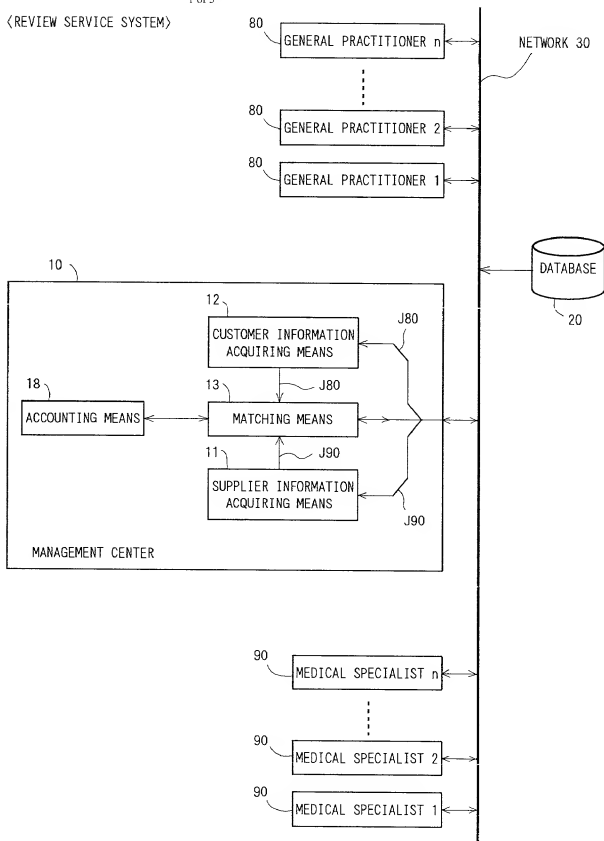 〈REVIEW SERVICE SYSTEM〉
80
GENERAL PRACTITIONER n
NETWORK 30
80
GENERAL PRACTITIONER 2
80
GENERAL PRACTITIONER 1
DATABASE
20
10
12
CUSTOMER INFORMATION
ACQUIRING MEANS
J80
J80
18
ACCOUNTING MEANS
13
MATCHING MEANS
J90
11
SUPPLIER INFORMATION
ACQUIRING MEANS
J90
MANAGEMENT CENTER
90
MEDICAL SPECIALIST n
90
MEDICAL SPECIALIST 2
90
MEDICAL SPECIALIST 1